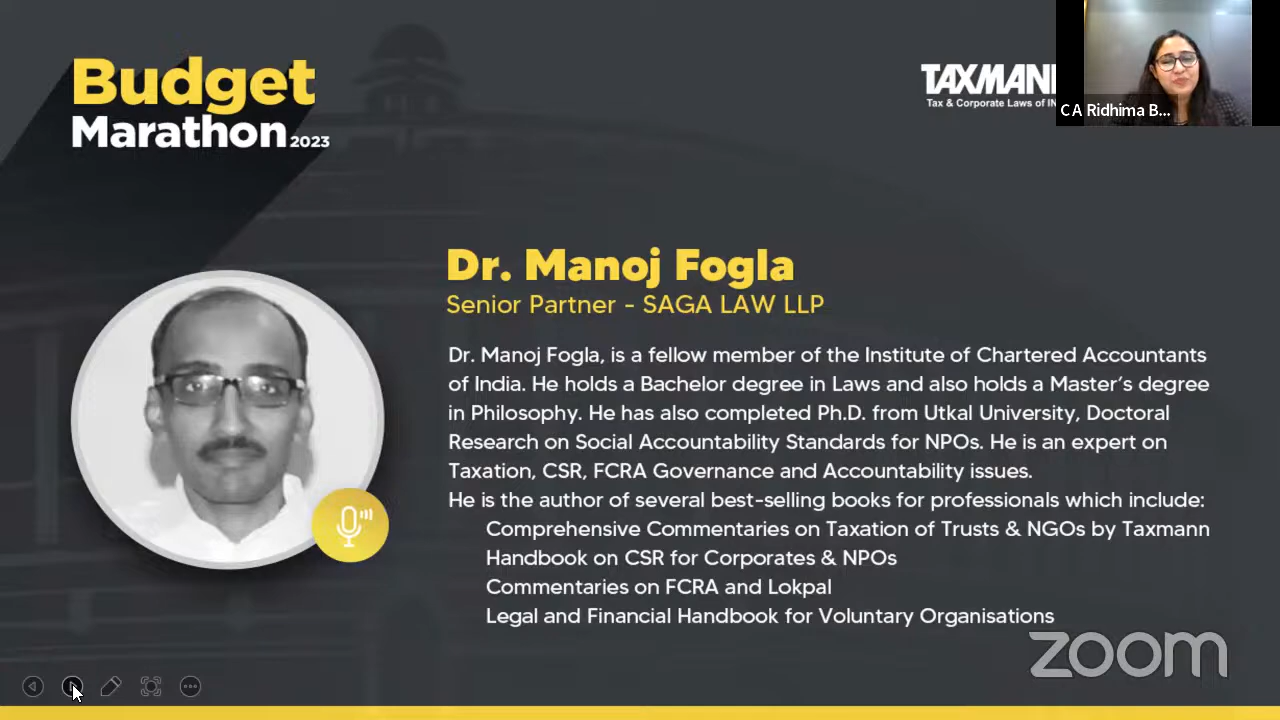 Budget
Marathon 2023
TAXMANN
Tax & Corporate Laws of
CA Ridhima B...
Dr. Manoj Fogla
Senior Partner - SAGA LAW LLP
Dr. Manoj Fogla, is a fellow member of the Institute of Chartered Accountants
of India. He holds a Bachelor degree in Laws and also holds a Master's degree
in Philosophy. He has also completed Ph.D. from Utkal University, Doctoral
Research on Social Accountability Standards for NPOs. He is an expert on
Taxation, CSR, FCRA Governance and Accountability issues.
He is the author of several best-selling books for professionals which include:
Comprehensive Commentaries on Taxation of Trusts & NGOs by Taxmann
Handbook on CSR for Corporates & NPOs
Commentaries on FCRA and Lokpal
Legal and Financial Handbook for Voluntary Organisations
zoom